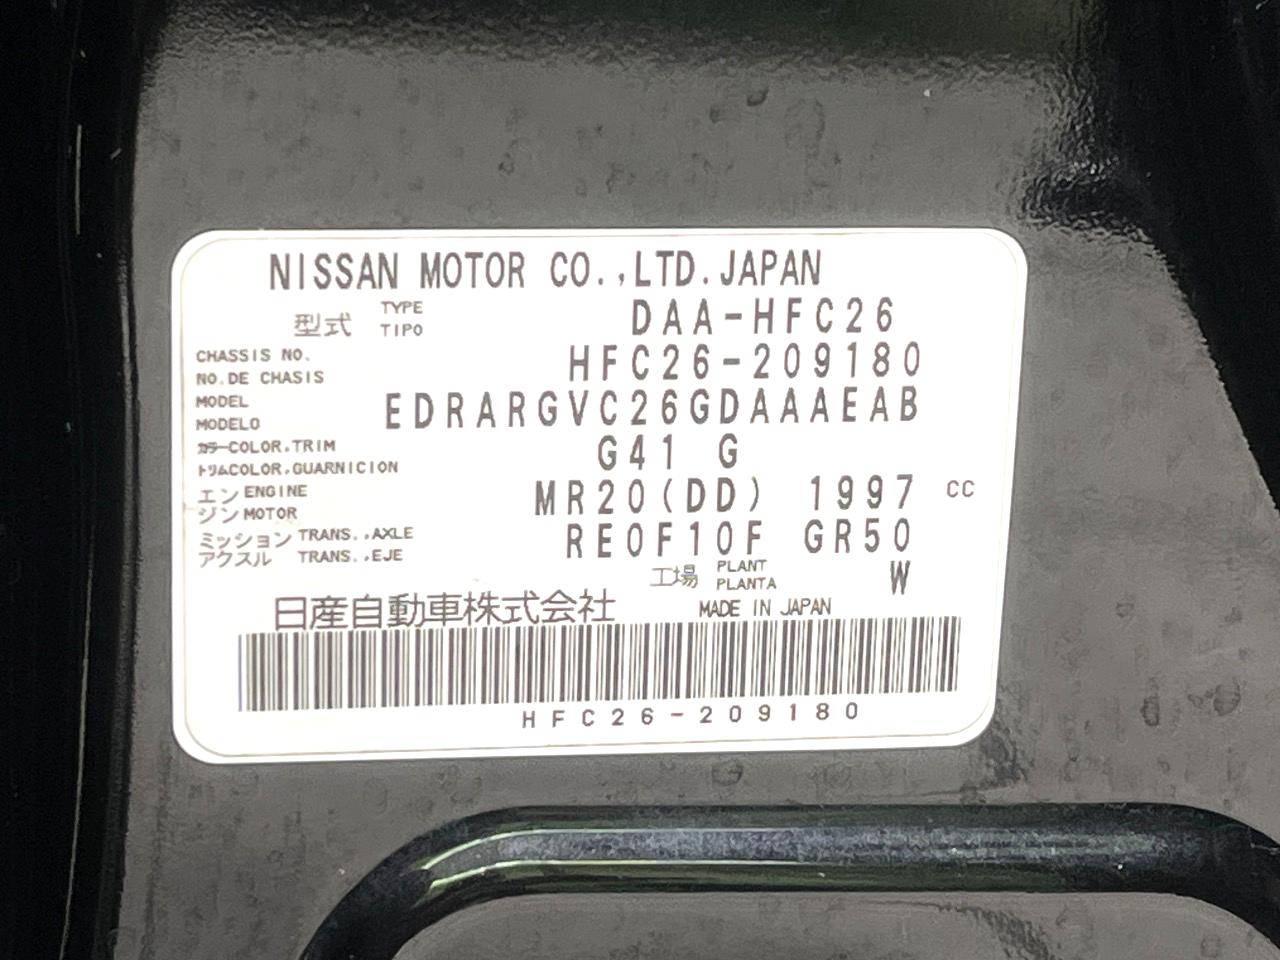 NISSAN MOTOR CO.,LTD.JAPAN
型式 TYPE TIPO DAA-HFC26
CHASSIS NO.
NO.DE CHASIS HFC26-209180
MODEL
MODELO EDRARGVC26GDAAAEAB
カラーCOLOR.TRIM
トリムCOLOR.GUARNICION G41 G
エンジン ENGINE MOTOR MR20(DD) 1997 CC
ミッション TRANS.,AXLE
アクスル TRANS.,EJE RE0F10F GR50
工場 PLANT PLANTA W
日産自動車株式会社 MADE IN JAPAN
HFC26-209180